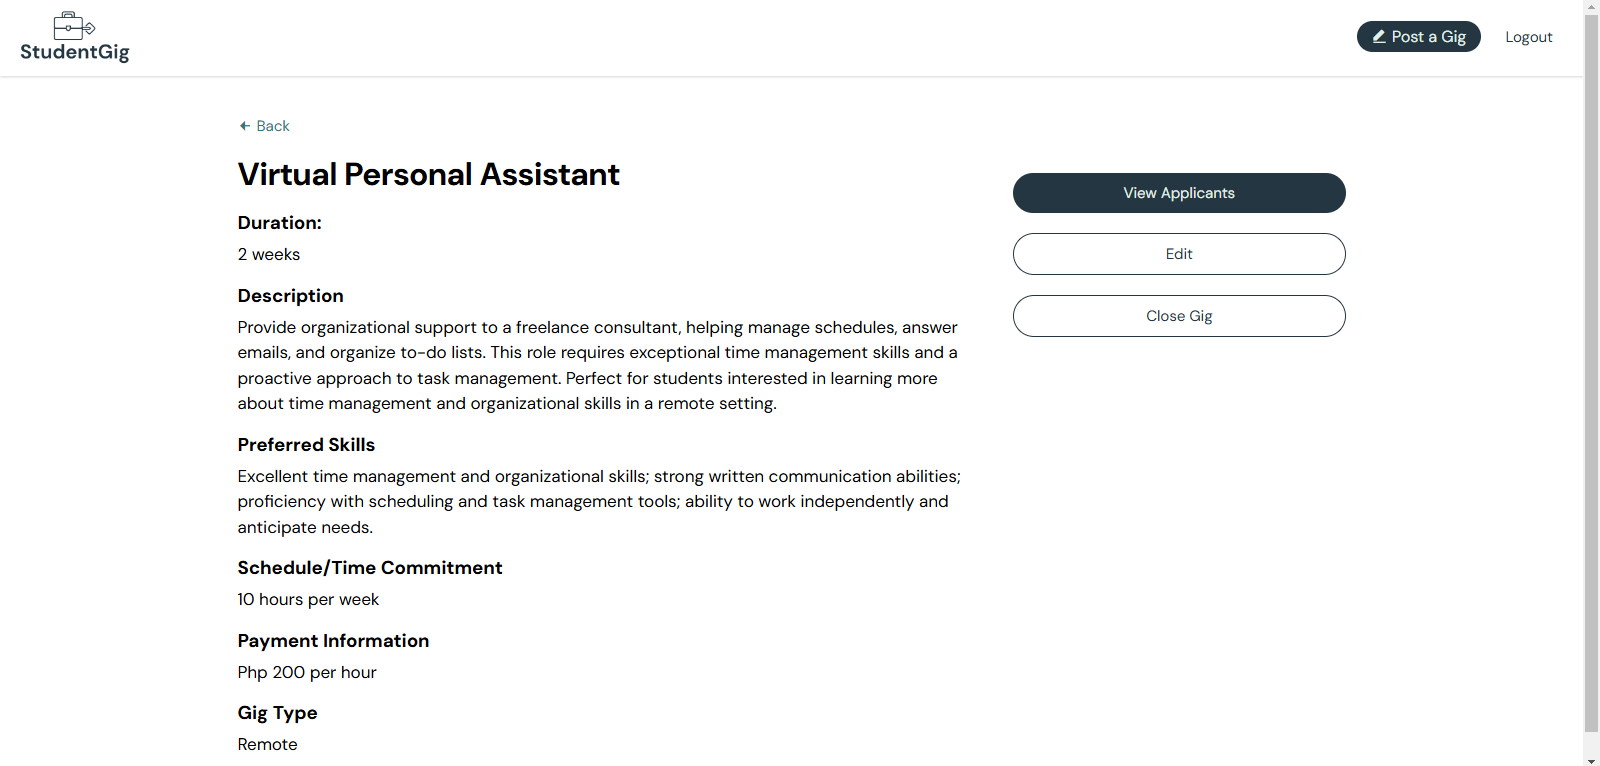 StudentGig
Post a Gig
Logout
Back
Virtual Personal Assistant
Duration:
2 weeks
Description
Provide organizational support to a freelance consultant, helping manage schedules, answer
emails, and organize to-do lists. This role requires exceptional time management skills and a
proactive approach to task management. Perfect for students interested in learning more
about time management and organizational skills in a remote setting.
Preferred Skills
Excellent time management and organizational skills; strong written communication abilities;
proficiency with scheduling and task management tools; ability to work independently and
anticipate needs.
Schedule/Time Commitment
10 hours per week
Payment Information
Php 200 per hour
Gig Type
Remote
View Applicants
Edit
Close Gig